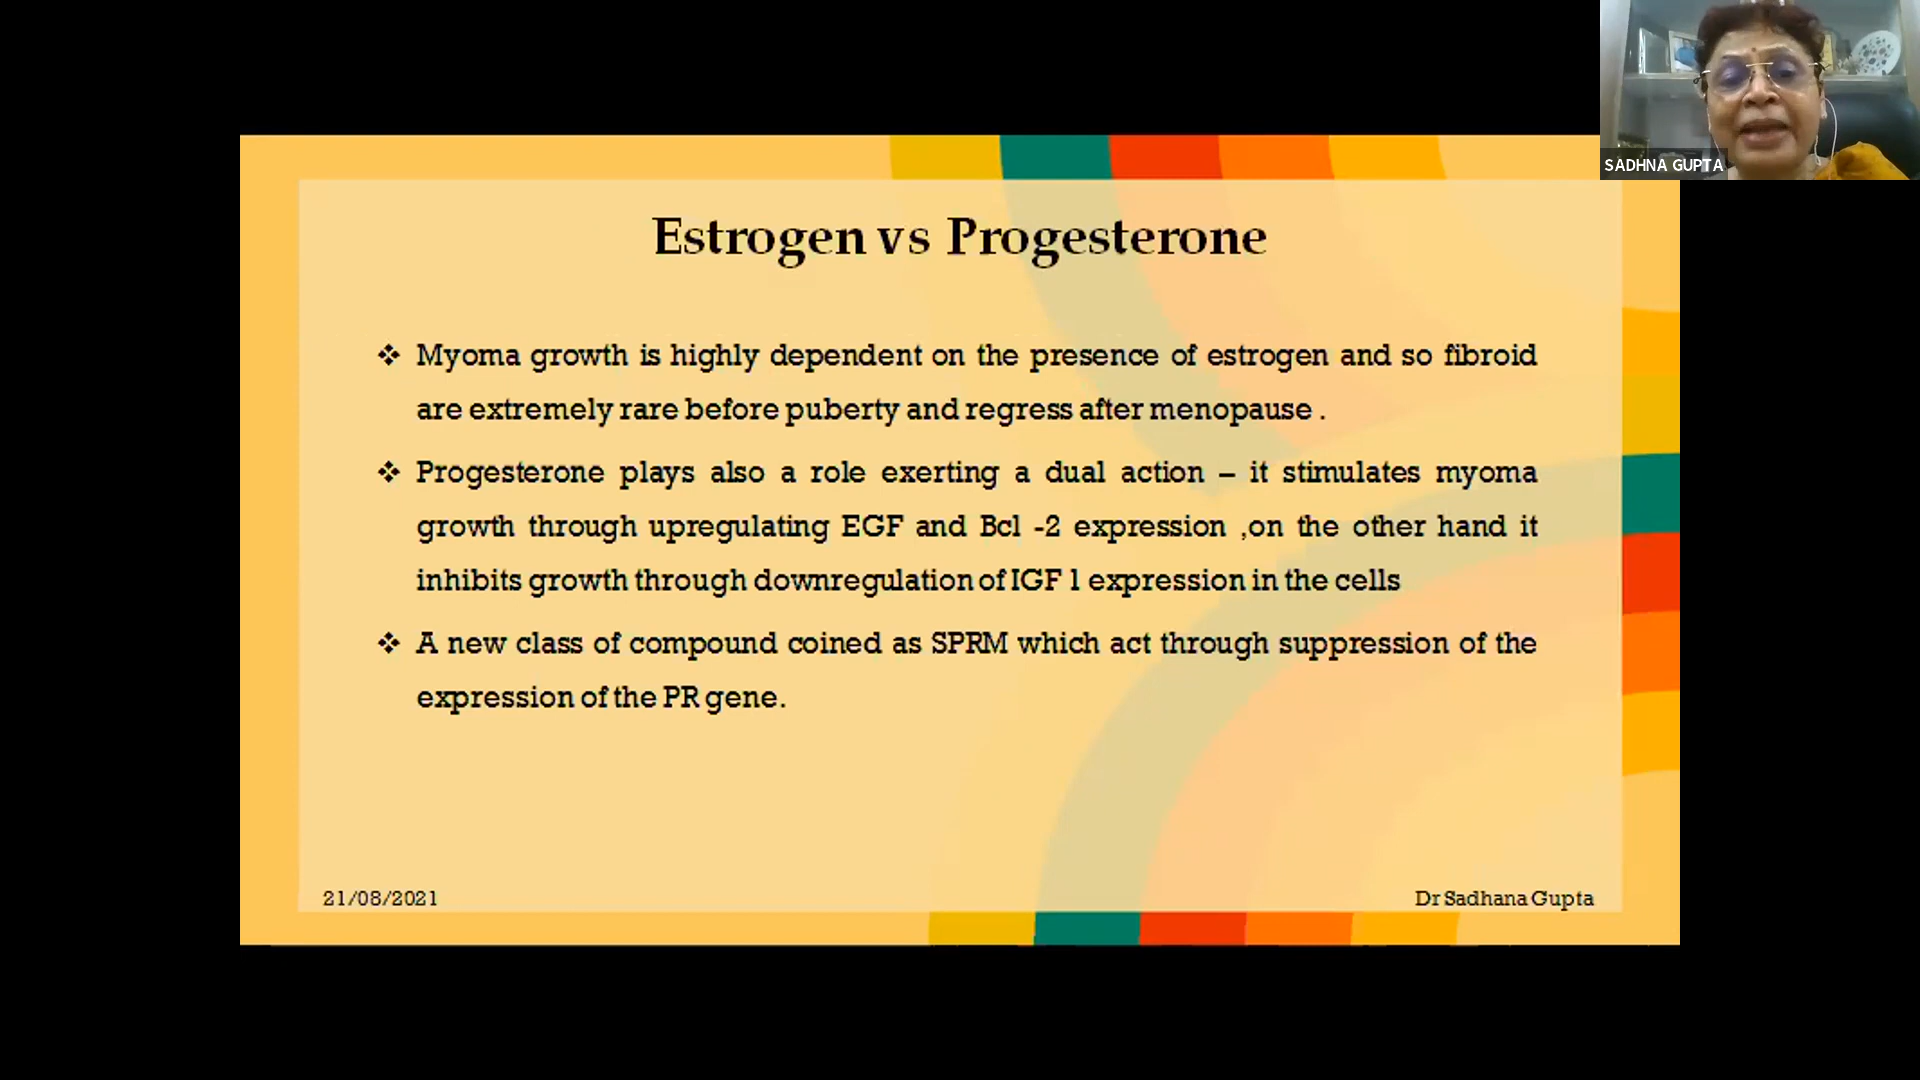 SADHNA GUPTA
Estrogen vs Progesterone
❖ Myoma growth is highly dependent on the presence of estrogen and so fibroid
are extremely rare before puberty and regress after menopause .
❖ Progesterone plays also a role exerting a dual action – it stimulates myoma
growth through upregulating EGF and Bcl -2 expression ,on the other hand it
inhibits growth through downregulation of IGF 1 expression in the cells
❖ A new class of compound coined as SPRM which act through suppression of the
expression of the PR gene.
21/08/2021
Dr Sadhana Gupta